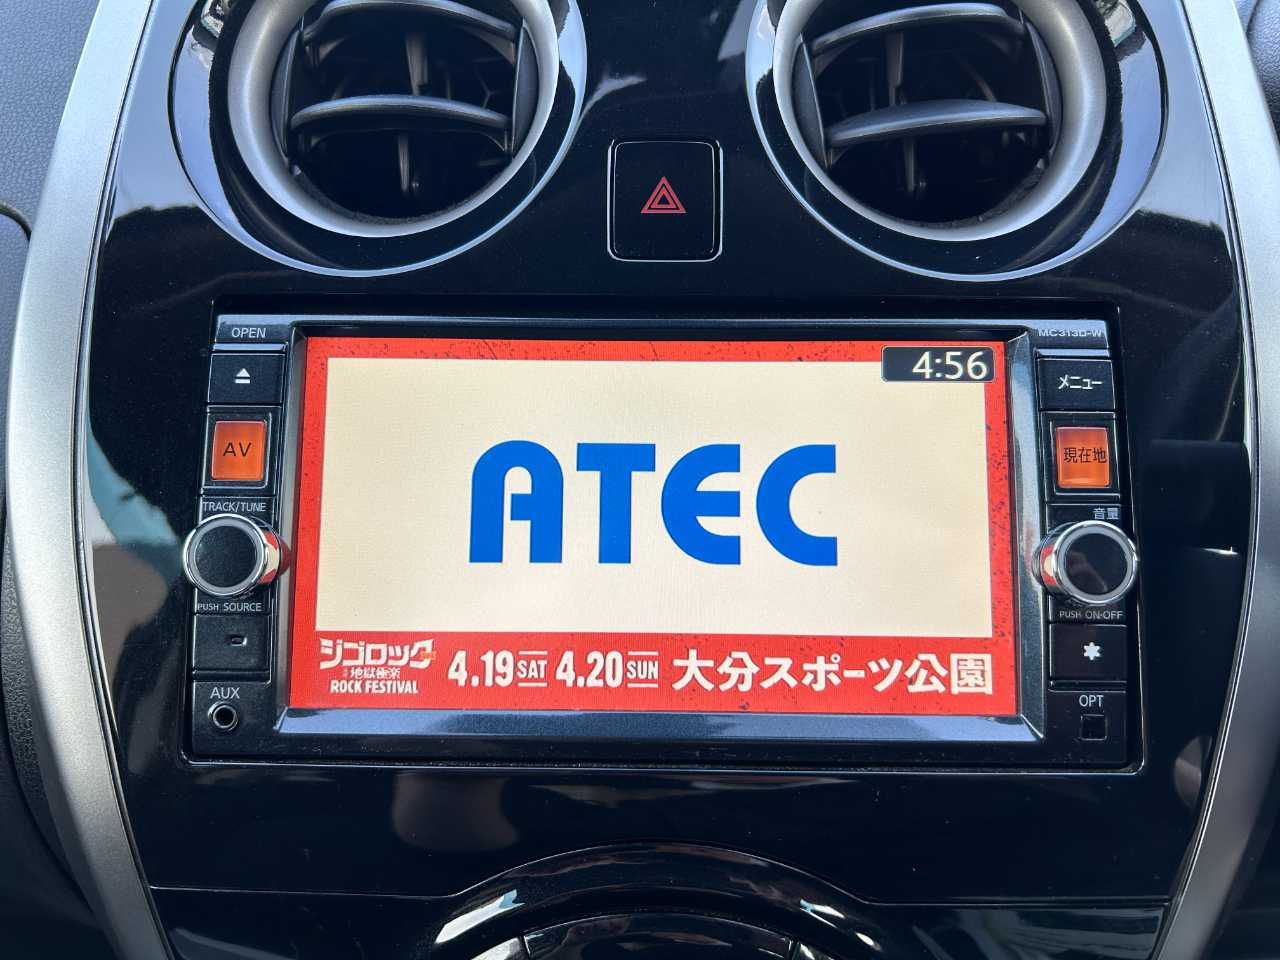 OPEN
MC313D-W
4:56
メニュー
AV
現在地
ATEC
TRACK/TUNE
音量
PUSH SOURCE
PUSH ON·OFF
ジゴロック
地獄極楽
ROCK FESTIVAL
4.19 SAT 4.20 SUN 大分スポーツ公園
AUX
OPT